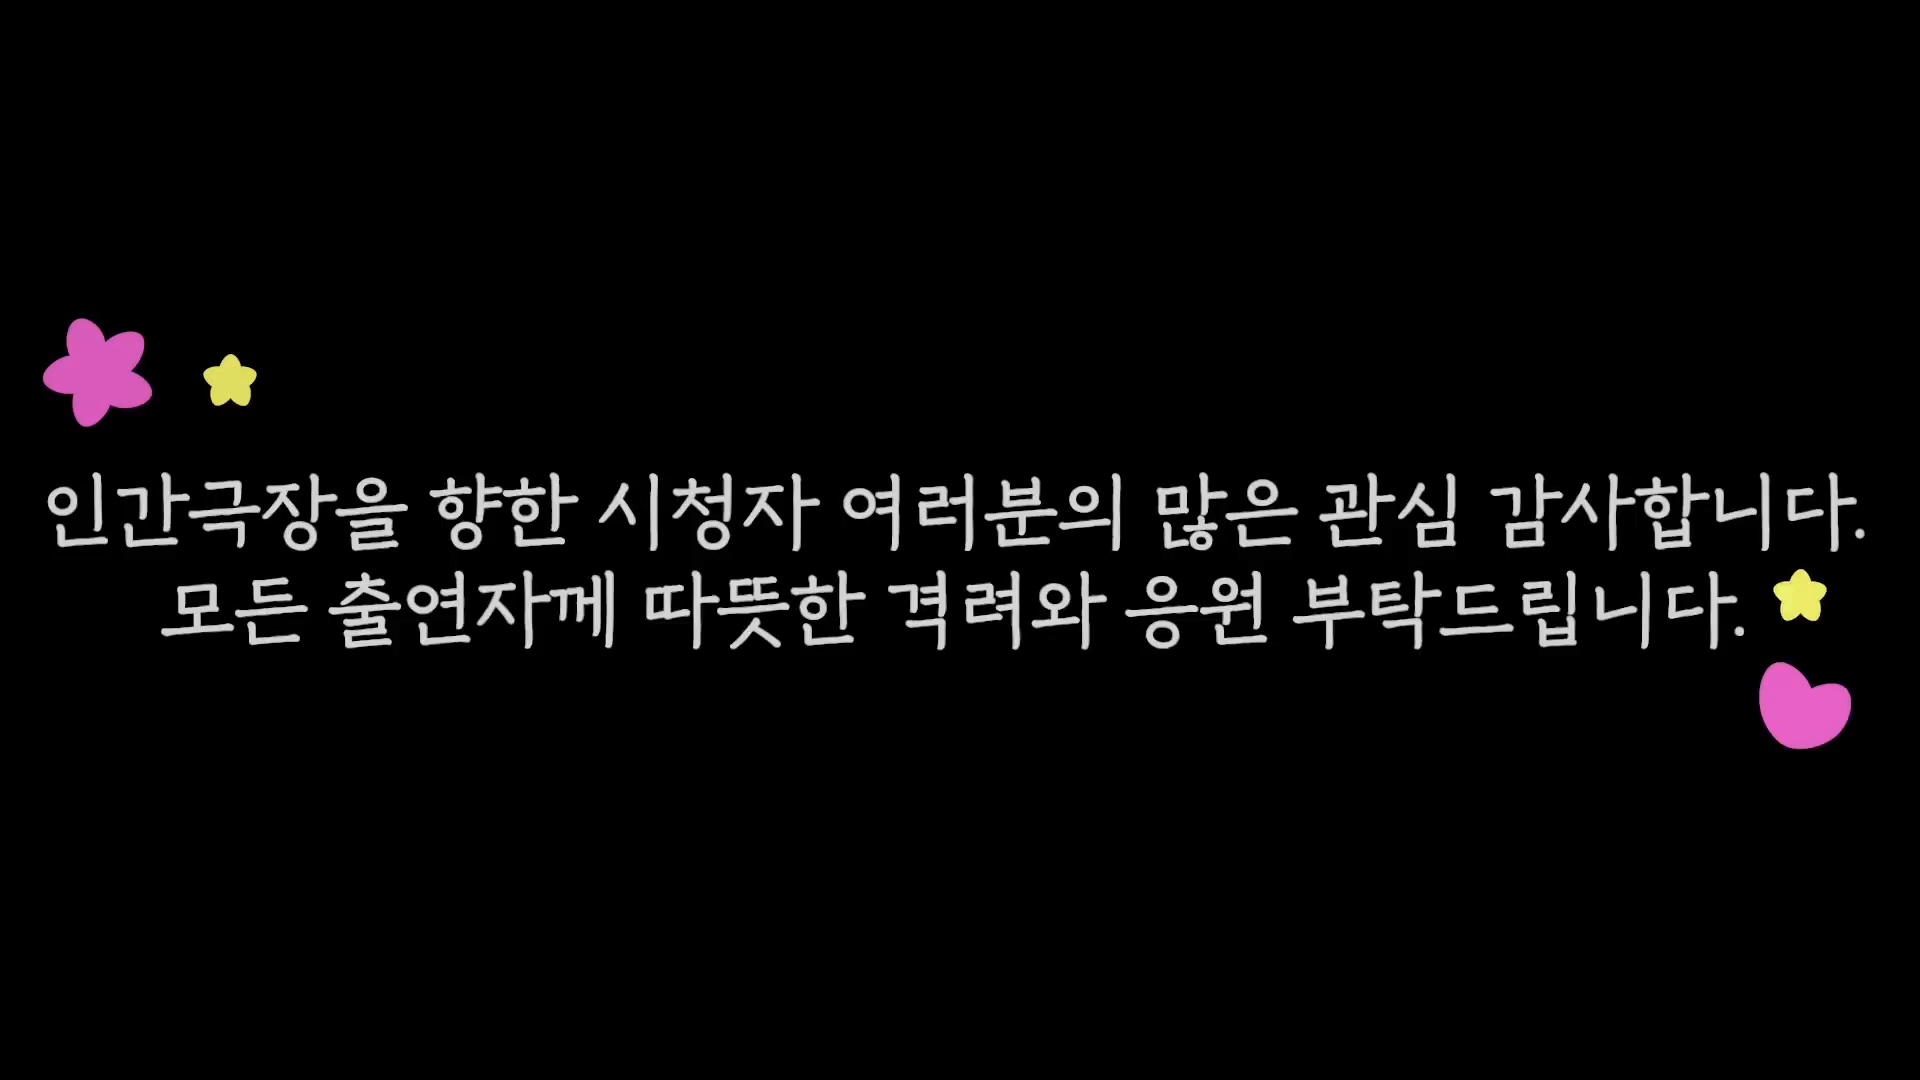 인간극장을 향한 시청자 여러분의 많은 관심 감사합니다.
모든 출연자께 따뜻한 격려와 응원 부탁드립니다.